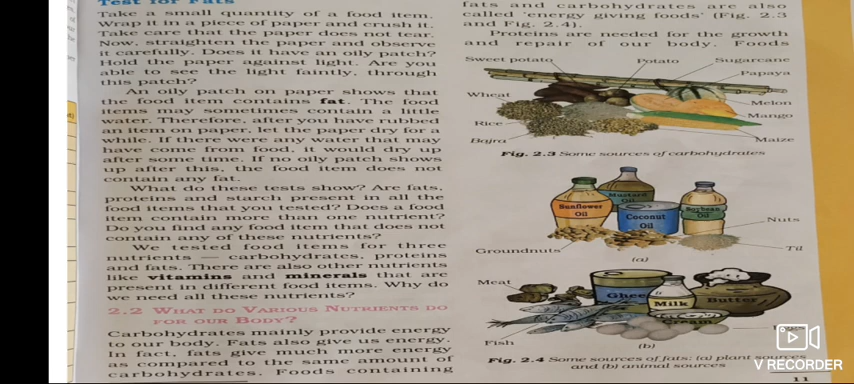 Test for Fats
Take a small quantity of a food item.
Wrap it in a piece of paper and crush it.
Take care that the paper does not tear.
Now, straighten the paper and observe
it carefully. Does it have an oily patch?
Hold the paper against light. Are you
able to see the light faintly, through
this patch?
An oily patch on paper shows that
the food item contains fat. The food
items may sometimes contain a little
water. Therefore, after you have rubbed
an item on paper, let the paper dry for a
while. If there were any water that may
have come from food, it would dry up
after some time. If no oily patch shows
up after this, the food item does not
contain any fat.
What do these tests show? Are fats,
proteins and starch present in all the
food items that you tested? Does a food
item contain more than one nutrient?
Do you find any food item that does not
contain any of these nutrients?
We tested food items for three
nutrients — carbohydrates, proteins
and fats. There are also other nutrients
like vitamins and minerals that are
present in different food items. Why do
we need all these nutrients?
2.2 WHAT DO VARIOUS NUTRIENTS DO
FOR OUR BODY?
Carbohydrates mainly provide energy
to our body. Fats also give us energy.
In fact, fats give much more energy
as compared to the same amount of
carbohydrates. Foods containing
fats and carbohydrates are also
called 'energy giving foods' (Fig. 2.3
and Fig. 2.4).
Proteins are needed for the growth
and repair of our body. Foods
Sweet potato
Potato
Sugarcane
Papaya
Wheat
Melon
Mango
Rice
Bajra
Maize
Fig. 2.3 Some sources of carbohydrates
Sunflower
Oil
Mustard
Oil
Coconut
Oil
Soybean
Oil
Nuts
Groundnuts
Til
(a)
Meat
Ghee
Milk
Butter
Cream
Eggs
Fish
(b)
Fig. 2.4 Some sources of fats: (a) plant sources
and (b) animal sources
11
V RECORDER